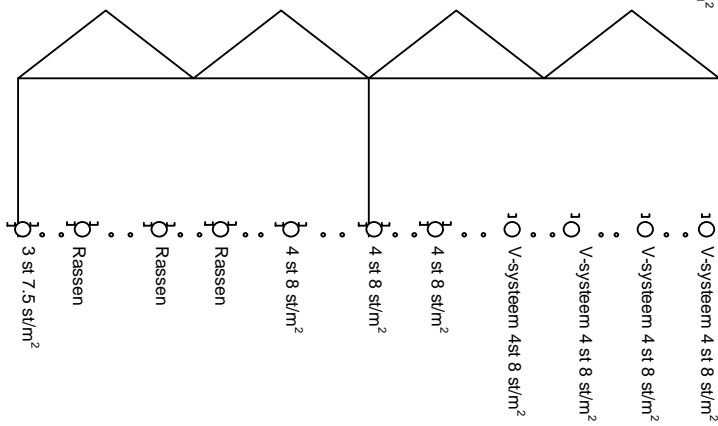 3 st 7.5 st/m²
Rassen
Rassen
Rassen
4 st 8 st/m²
4 st 8 st/m²
4 st 8 st/m²
V-systeem 4st 8 st/m²
V-systeem 4 st 8 st/m²
V-systeem 4 st 8 st/m²
V-systeem 4 st 8 st/m²